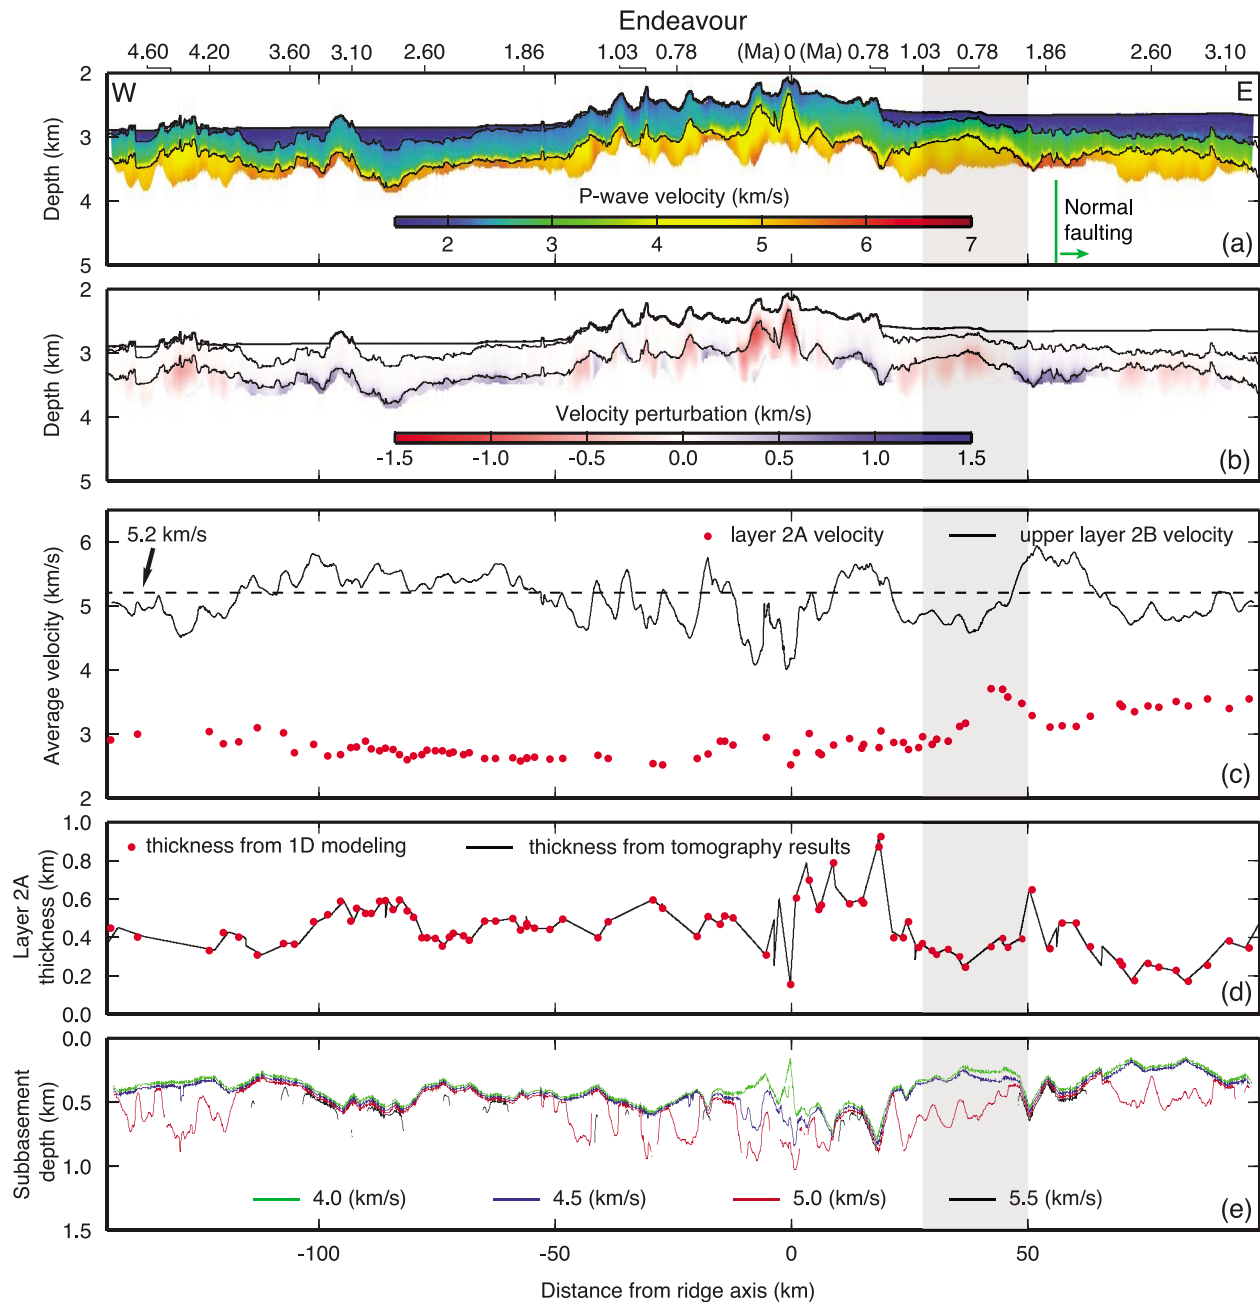 Endeavour
4.60 4.20 3.60 3.10 2.60 1.86 1.03 0.78 (Ma) 0 (Ma) 0.78 1.03 0.78 1.86 2.60 3.10
W E
2
3
4
5
Depth (km)
P-wave velocity (km/s)
2 3 4 5 6 7
Normal
faulting
(a)
2
3
4
5
Depth (km)
Velocity perturbation (km/s)
-1.5 -1.0 -0.5 0.0 0.5 1.0 1.5
(b)
6
5
4
3
2
Average velocity (km/s)
5.2 km/s
layer 2A velocity
upper layer 2B velocity
(c)
1.0
0.8
0.6
0.4
0.2
0.0
Layer 2A
thickness (km)
thickness from 1D modeling
thickness from tomography results
(d)
0.0
0.5
1.0
1.5
Subbasement
depth (km)
4.0 (km/s) 4.5 (km/s) 5.0 (km/s) 5.5 (km/s)
(e)
-100 -50 0 50
Distance from ridge axis (km)